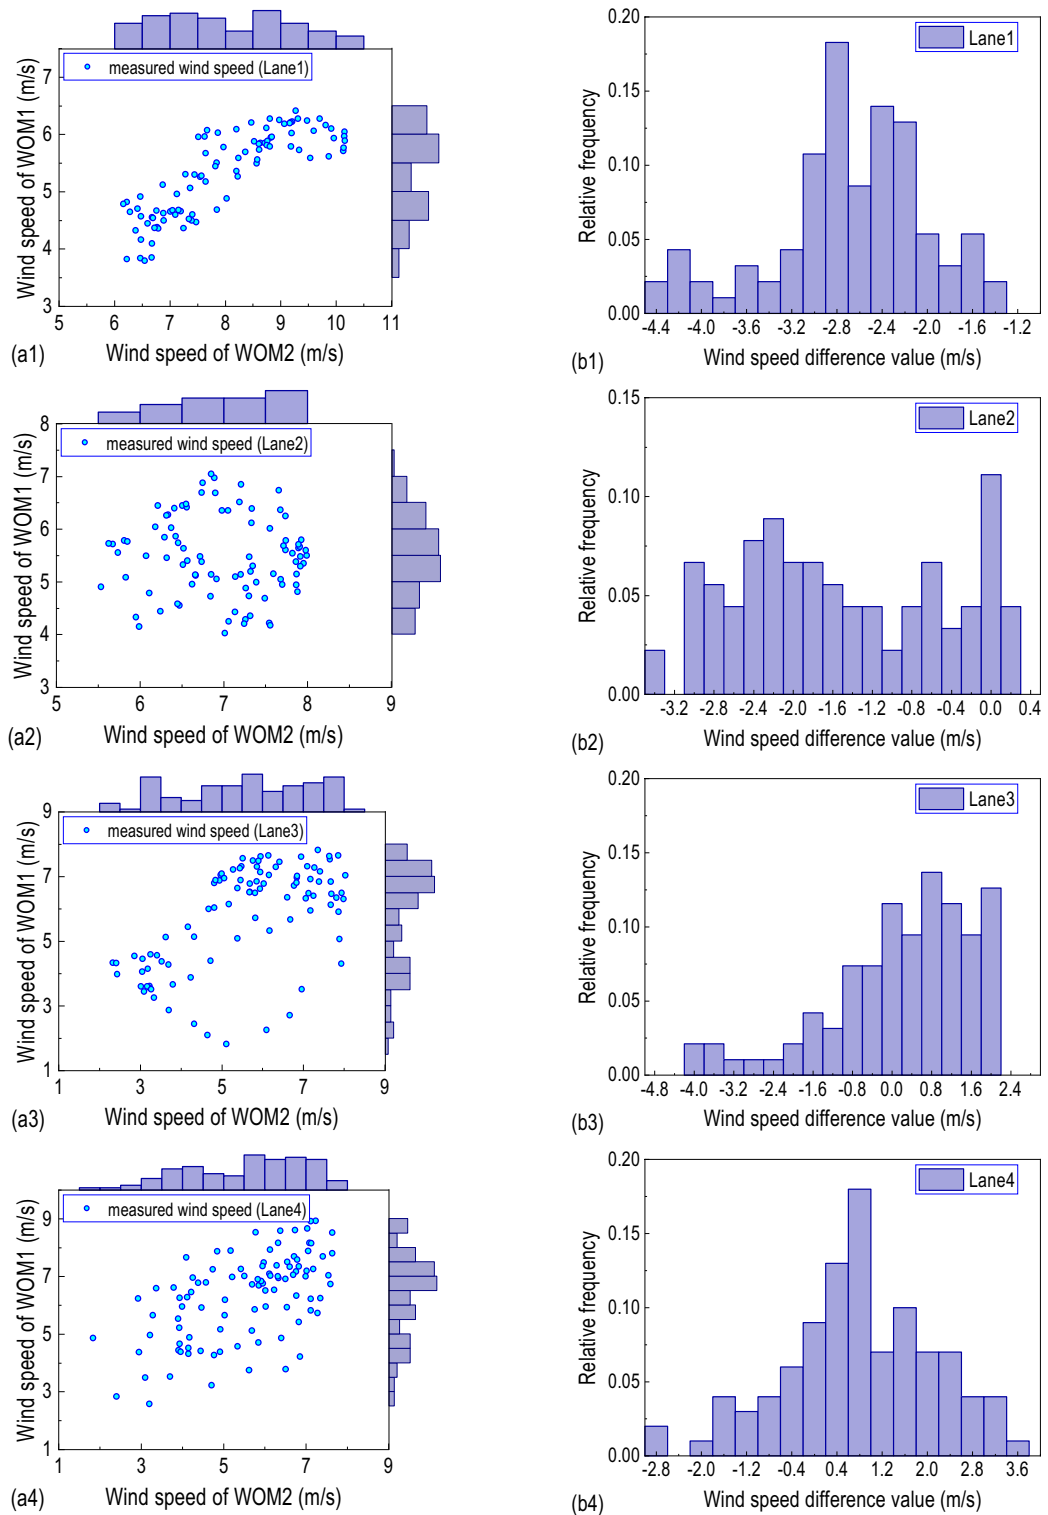 measured wind speed (Lane1)
Wind speed of WOM1 (m/s)
7
6
5
4
3
5 6 7 8 9 10 11
Wind speed of WOM2 (m/s)
(a1)
Lane1
Relative frequency
0.20
0.15
0.10
0.05
0.00
-4.4 -4.0 -3.6 -3.2 -2.8 -2.4 -2.0 -1.6 -1.2
Wind speed difference value (m/s)
(b1)
measured wind speed (Lane2)
Wind speed of WOM1 (m/s)
8
7
6
5
4
3
5 6 7 8 9
Wind speed of WOM2 (m/s)
(a2)
Lane2
Relative frequency
0.15
0.10
0.05
0.00
-3.2 -2.8 -2.4 -2.0 -1.6 -1.2 -0.8 -0.4 0.0 0.4
Wind speed difference value (m/s)
(b2)
measured wind speed (Lane3)
Wind speed of WOM1 (m/s)
9
7
5
3
1
1 3 5 7 9
Wind speed of WOM2 (m/s)
(a3)
Lane3
Relative frequency
0.20
0.15
0.10
0.05
0.00
-4.8 -4.0 -3.2 -2.4 -1.6 -0.8 0.0 0.8 1.6 2.4
Wind speed difference value (m/s)
(b3)
measured wind speed (Lane4)
Wind speed of WOM1 (m/s)
9
7
5
3
1
1 3 5 7 9
Wind speed of WOM2 (m/s)
(a4)
Lane4
Relative frequency
0.20
0.15
0.10
0.05
0.00
-2.8 -2.0 -1.2 -0.4 0.4 1.2 2.0 2.8 3.6
Wind speed difference value (m/s)
(b4)